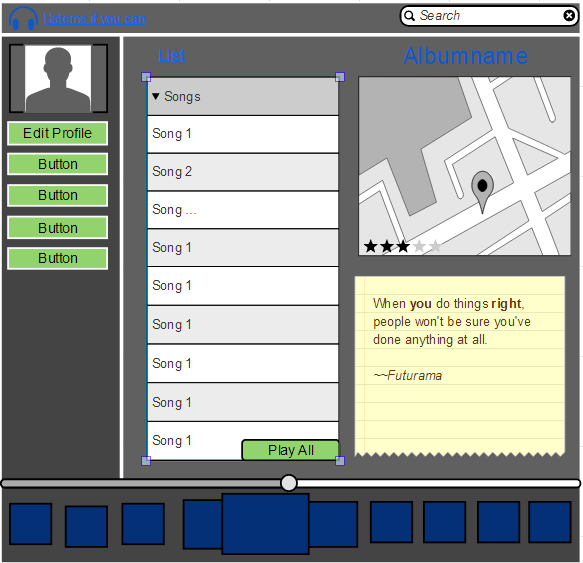 Listens if you can
Search
List
Albumname
Edit Profile
Button
Button
Button
Button
▼ Songs
Song 1
Song 2
Song ...
Song 1
Song 1
Song 1
Song 1
Song 1
Song 1
Play All
When you do things right,
people won't be sure you've
done anything at all.
~~Futurama